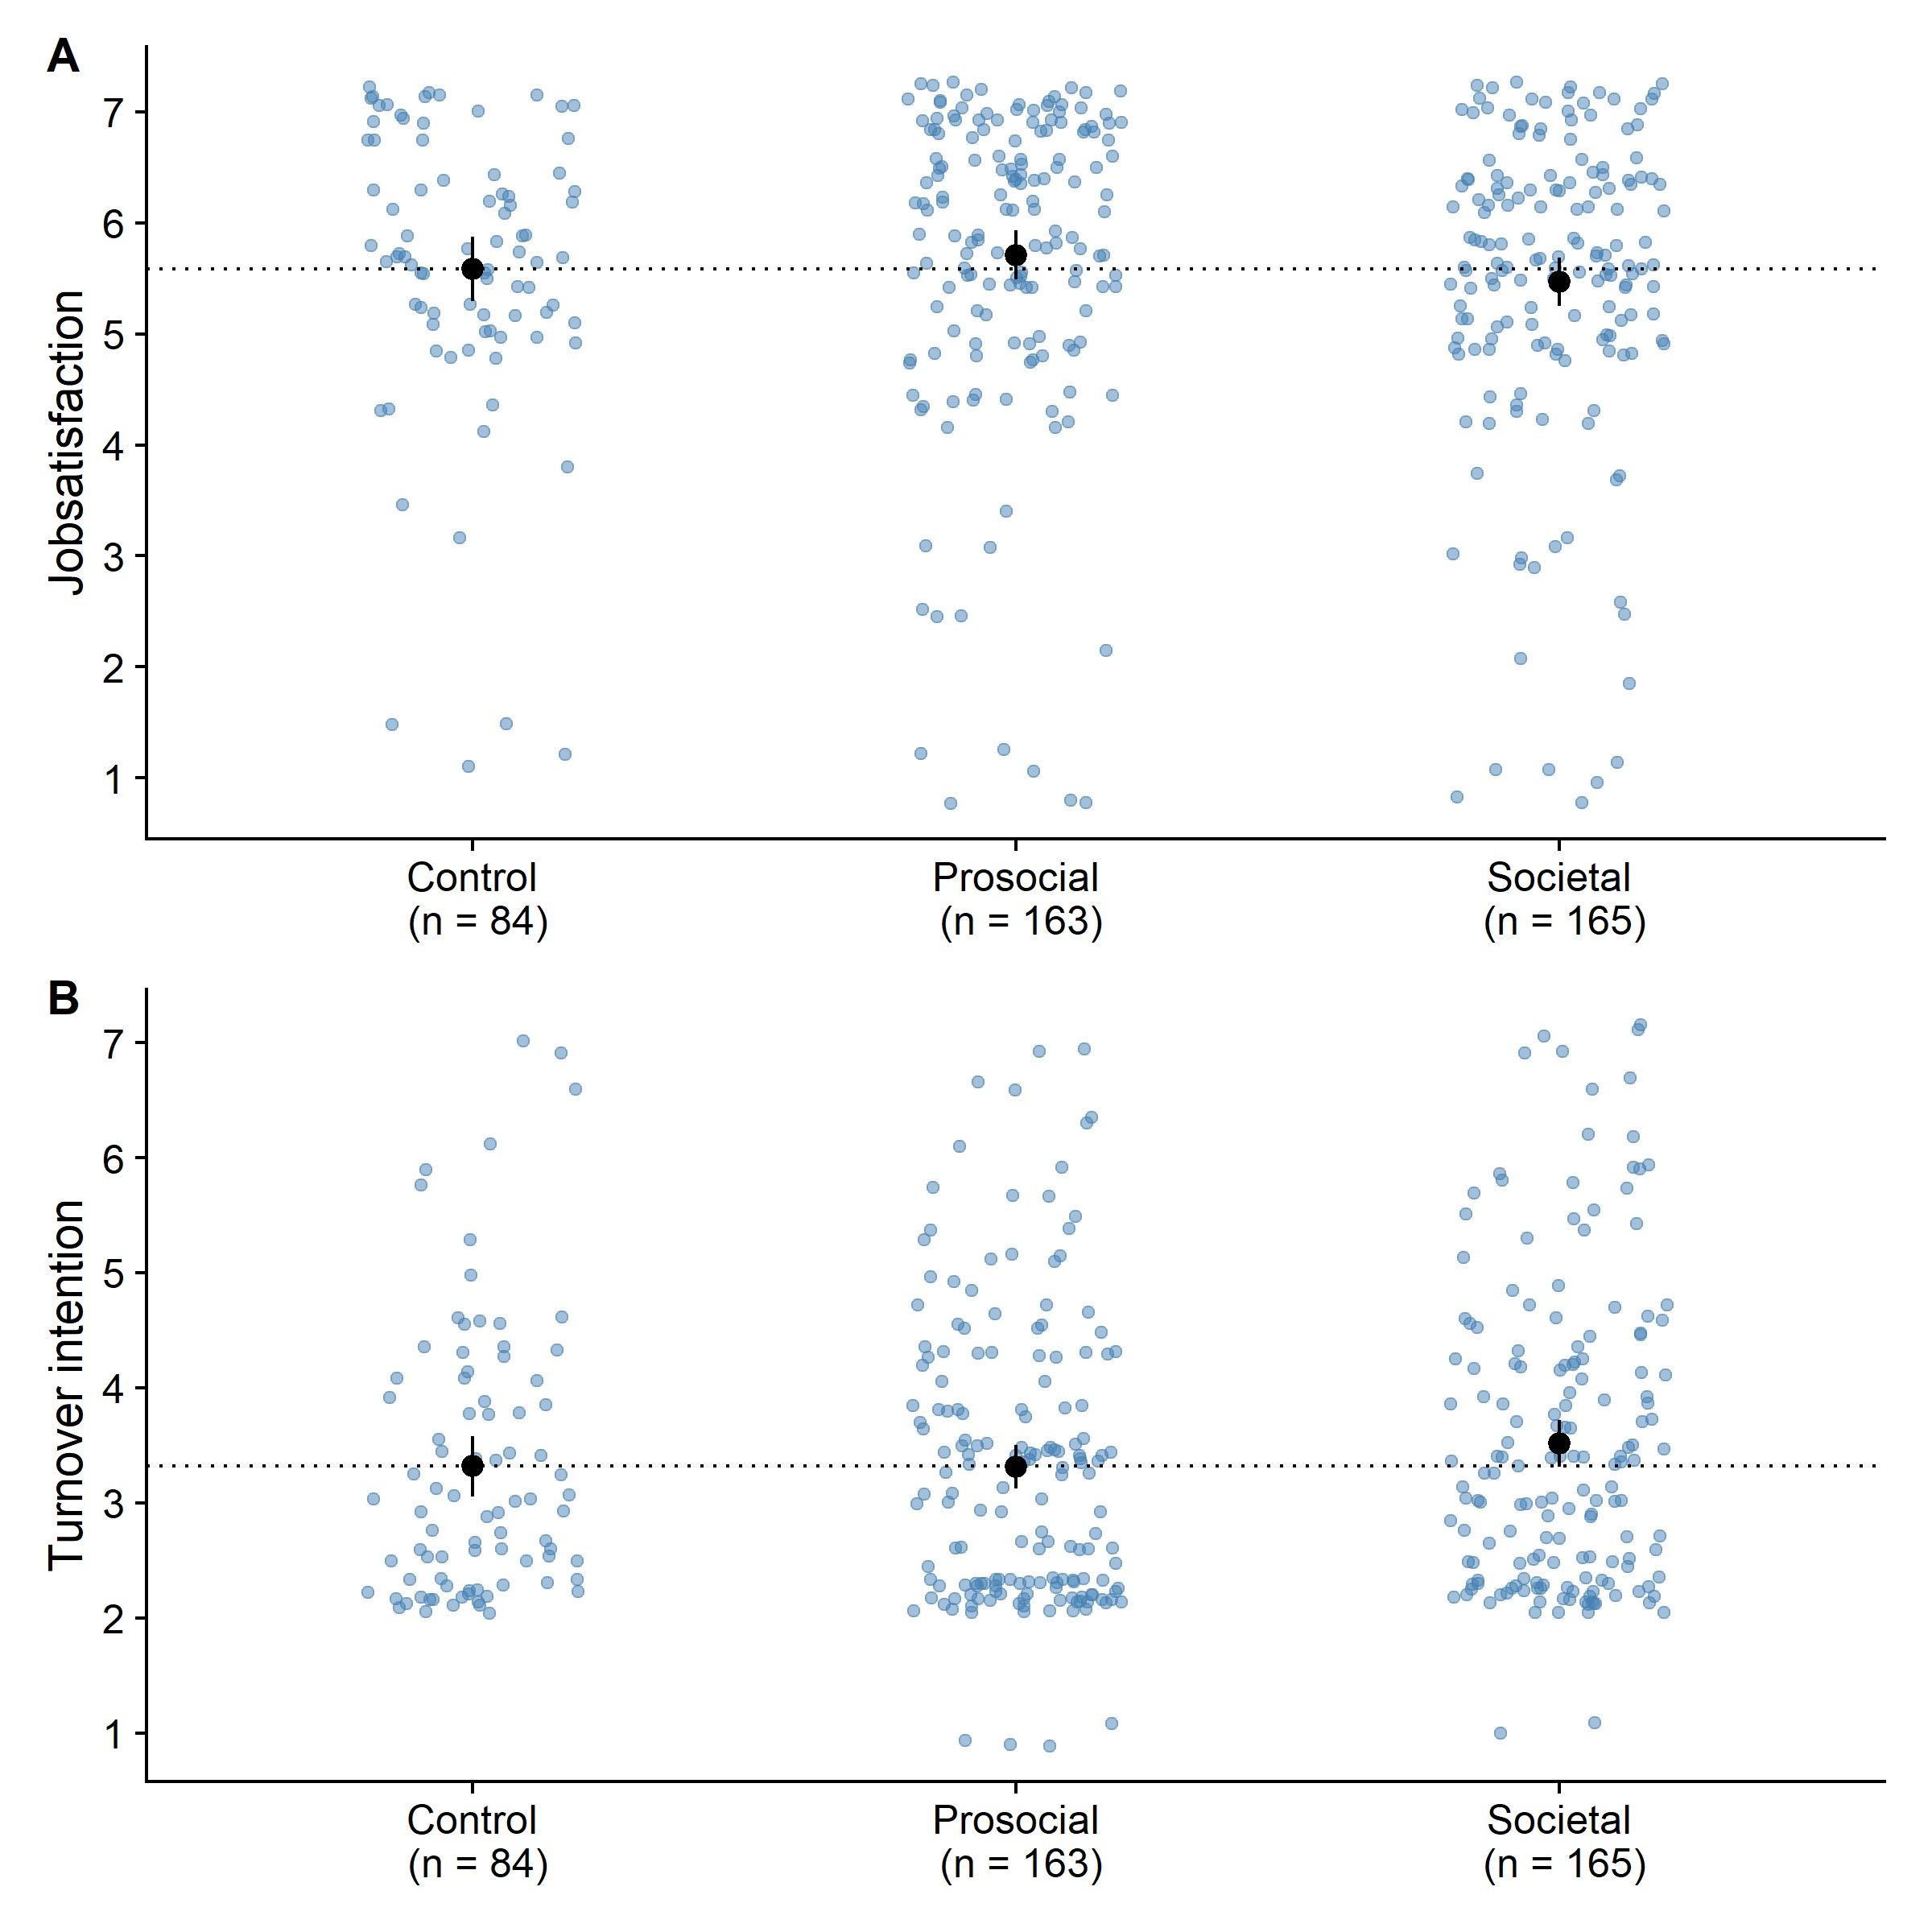 A
Jobsatisfaction
7
6
5
4
3
2
1
Control
(n = 84)
Prosocial
(n = 163)
Societal
(n = 165)
B
Turnover intention
7
6
5
4
3
2
1
Control
(n = 84)
Prosocial
(n = 163)
Societal
(n = 165)